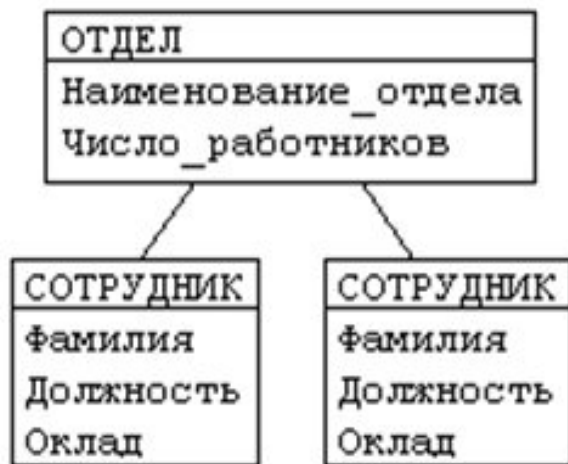 ОТДЕЛ
Наименование_отдела
Число_работников
СОТРУДНИК
Фамилия
Должность
Оклад
СОТРУДНИК
Фамилия
Должность
Оклад